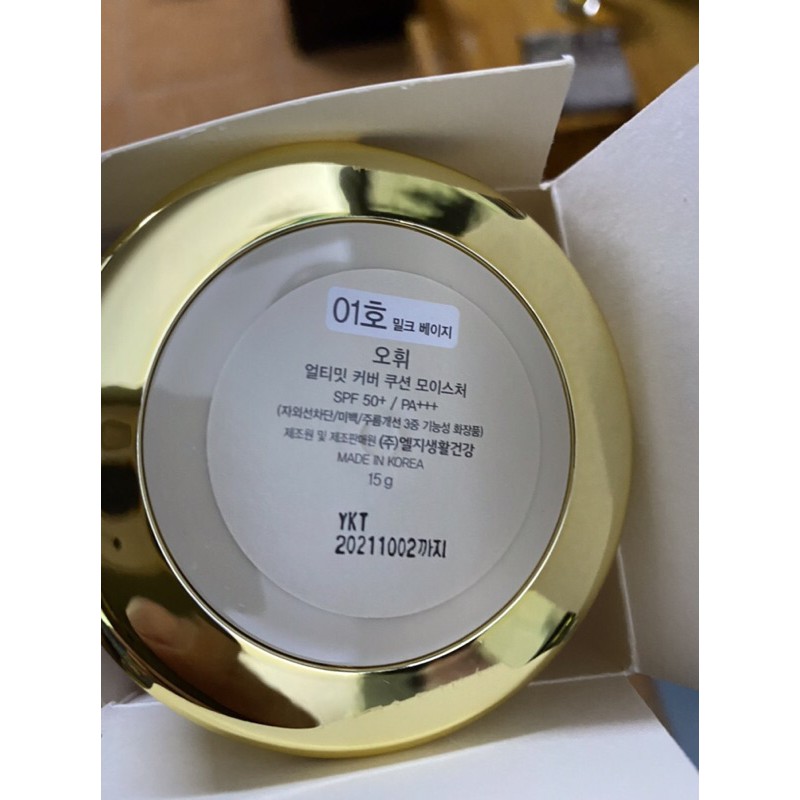 01호 밀크 베이지
오휘
얼티밋 커버 쿠션 모이스처
SPF 50+ / PA+++
(자외선차단/미백/주름개선 3중 기능성 화장품)
제조원 및 제조판매원 (주)엘지생활건강
MADE IN KOREA
15 g
YKT
20211002까지